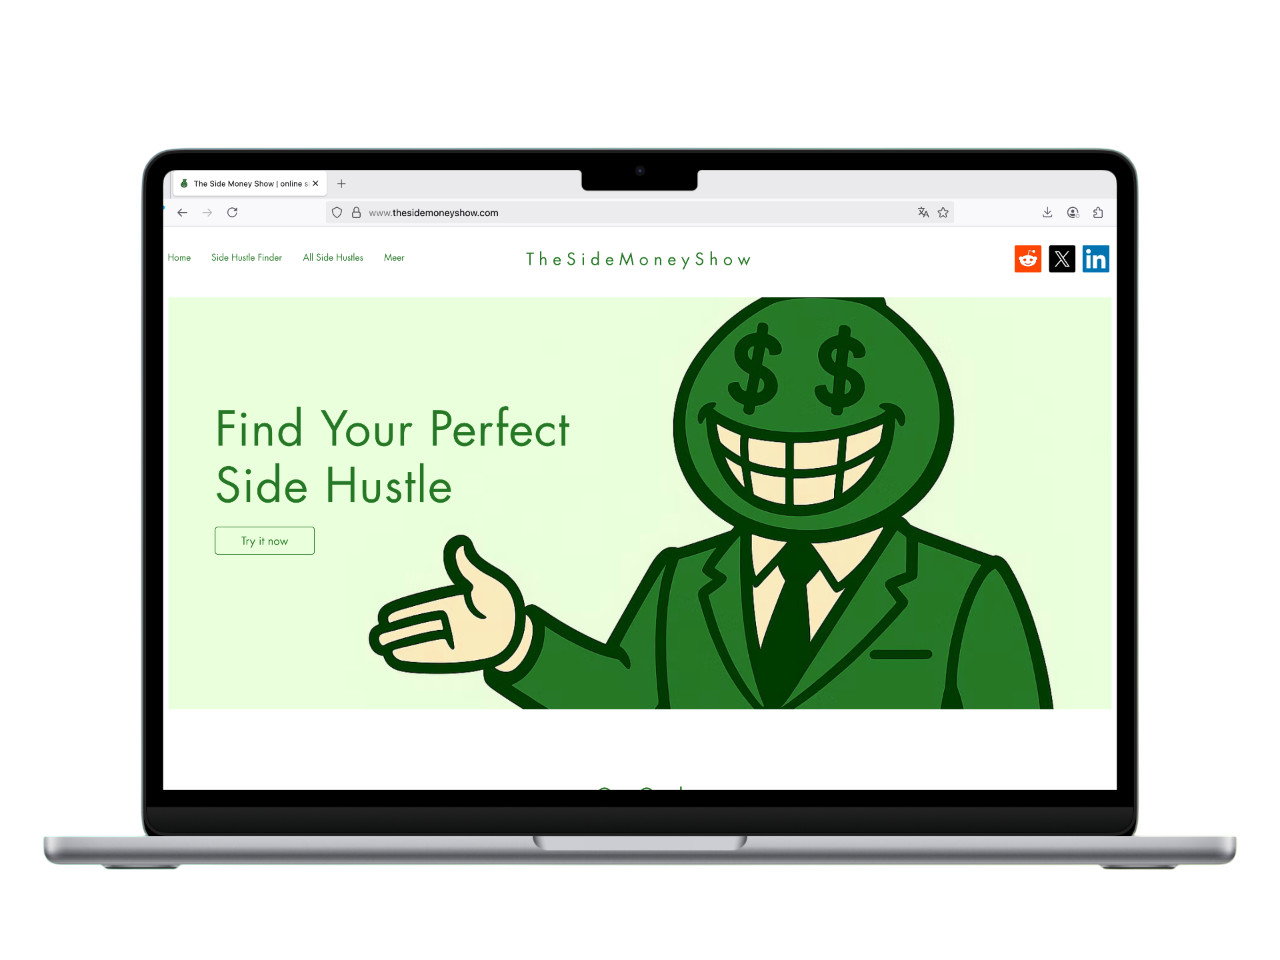 The Side Money Show | online s
www.thesidemoneyshow.com
Home
Side Hustle Finder
All Side Hustles
Meer
TheSideMoneyShow
in
Find Your Perfect
Side Hustle
Try it now
$ $